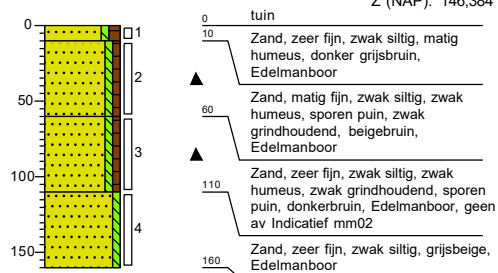 Z (NAP): 146,384
0
tuin
0
10
Zand, zeer fijn, zwak siltig, matig
humeus, donker grijsbruin,
Edelmanboor
1
2
50
60
Zand, matig fijn, zwak siltig, zwak
humeus, sporen puin, zwak
grindhoudend, beigebruin,
Edelmanboor
3
100
110
Zand, zeer fijn, zwak siltig, zwak
humeus, zwak grindhoudend, sporen
puin, donkerbruin, Edelmanboor, geen
av Indicatief mm02
4
150
160
Zand, zeer fijn, zwak siltig, grijsbeige,
Edelmanboor